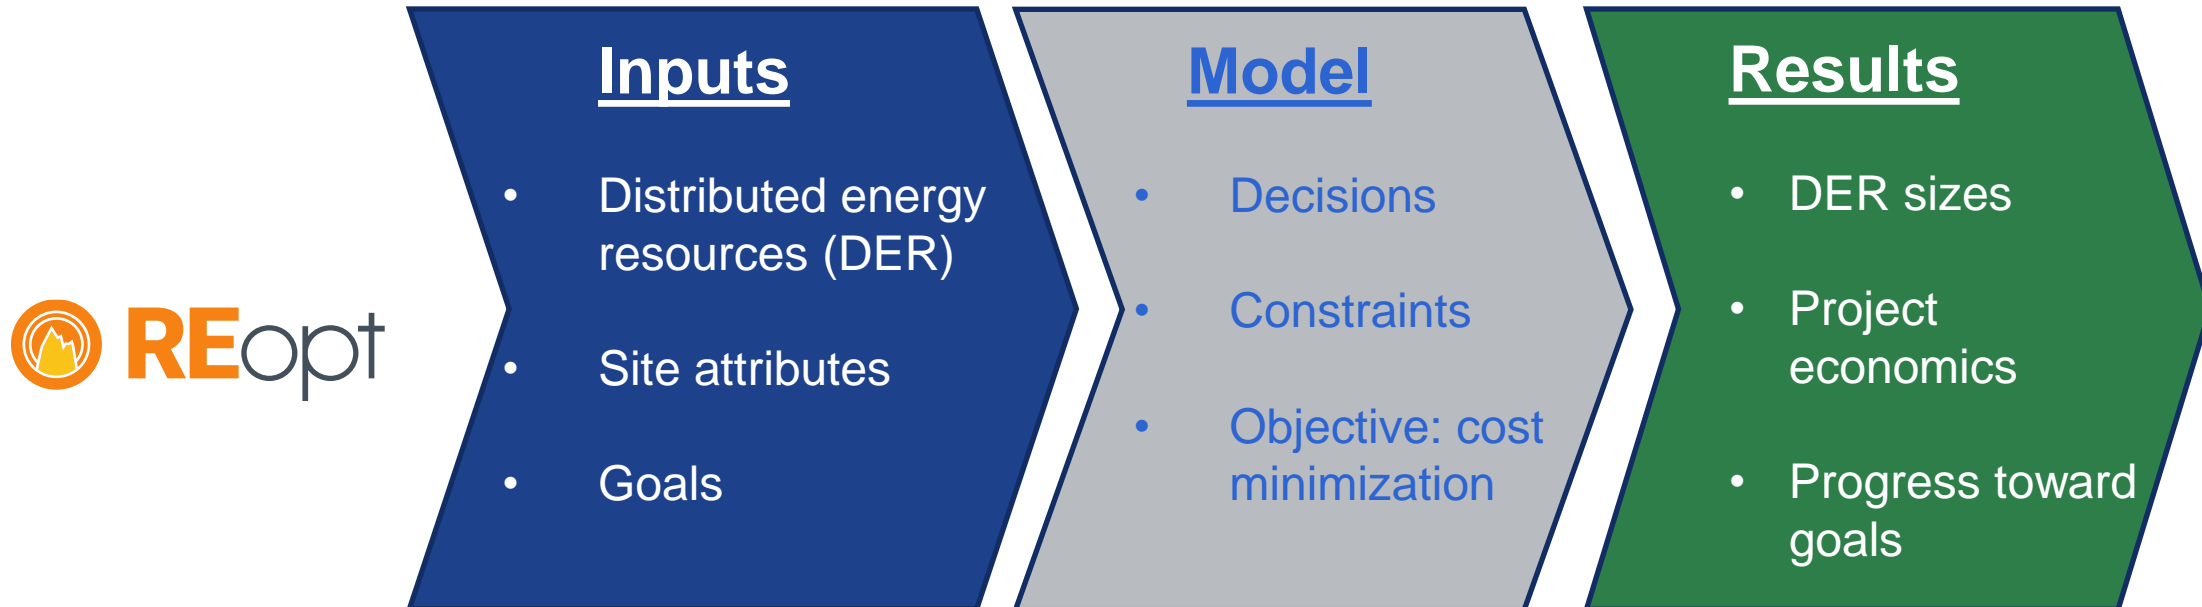 REopt
Inputs
• Distributed energy
resources (DER)
• Site attributes
• Goals
Model
• Decisions
• Constraints
• Objective: cost
minimization
Results
• DER sizes
• Project
economics
• Progress toward
goals